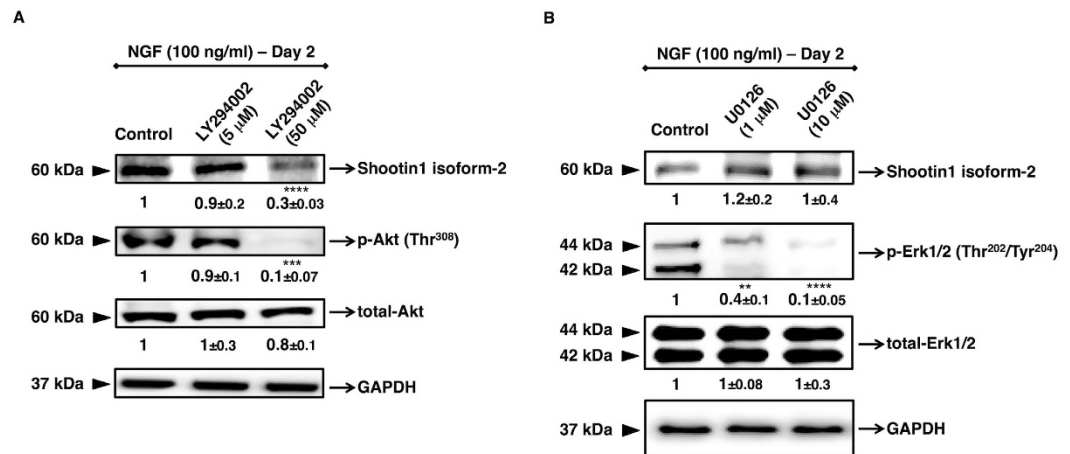 A
NGF (100 ng/ml) – Day 2
Control
LY294002
(5 μM)
LY294002
(50 μM)
60 kDa
Shootin1 isoform-2
****
1 0.9±0.2 0.3±0.03
60 kDa
p-Akt (Thr³⁰⁸)
***
1 0.9±0.1 0.1±0.07
60 kDa
total-Akt
1 1±0.3 0.8±0.1
37 kDa
GAPDH
B
NGF (100 ng/ml) – Day 2
Control
U0126
(1 μM)
U0126
(10 μM)
60 kDa
Shootin1 isoform-2
1 1.2±0.2 1±0.4
44 kDa
42 kDa
p-Erk1/2 (Thr²⁰²/Tyr²⁰⁴)
** ****
1 0.4±0.1 0.1±0.05
44 kDa
42 kDa
total-Erk1/2
1 1±0.08 1±0.3
37 kDa
GAPDH